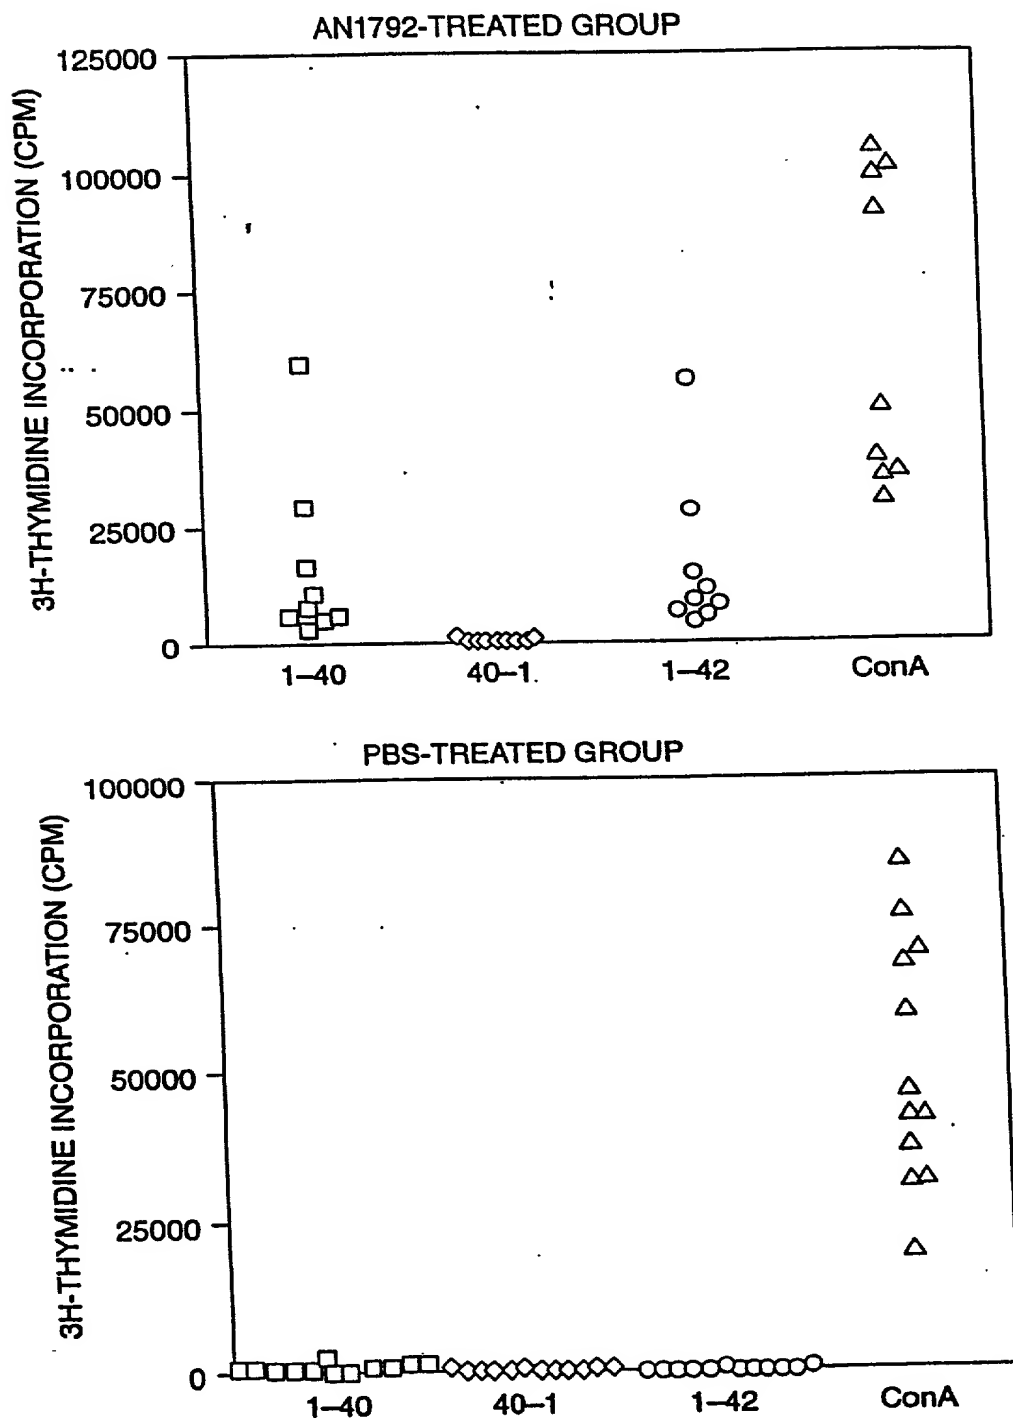 AN1792-TREATED GROUP
3H-THYMIDINE INCORPORATION (CPM)
125000
100000
75000
50000
25000
0
1–40
40–1
1–42
ConA
PBS-TREATED GROUP
3H-THYMIDINE INCORPORATION (CPM)
100000
75000
50000
25000
0
1–40
40–1
1–42
ConA